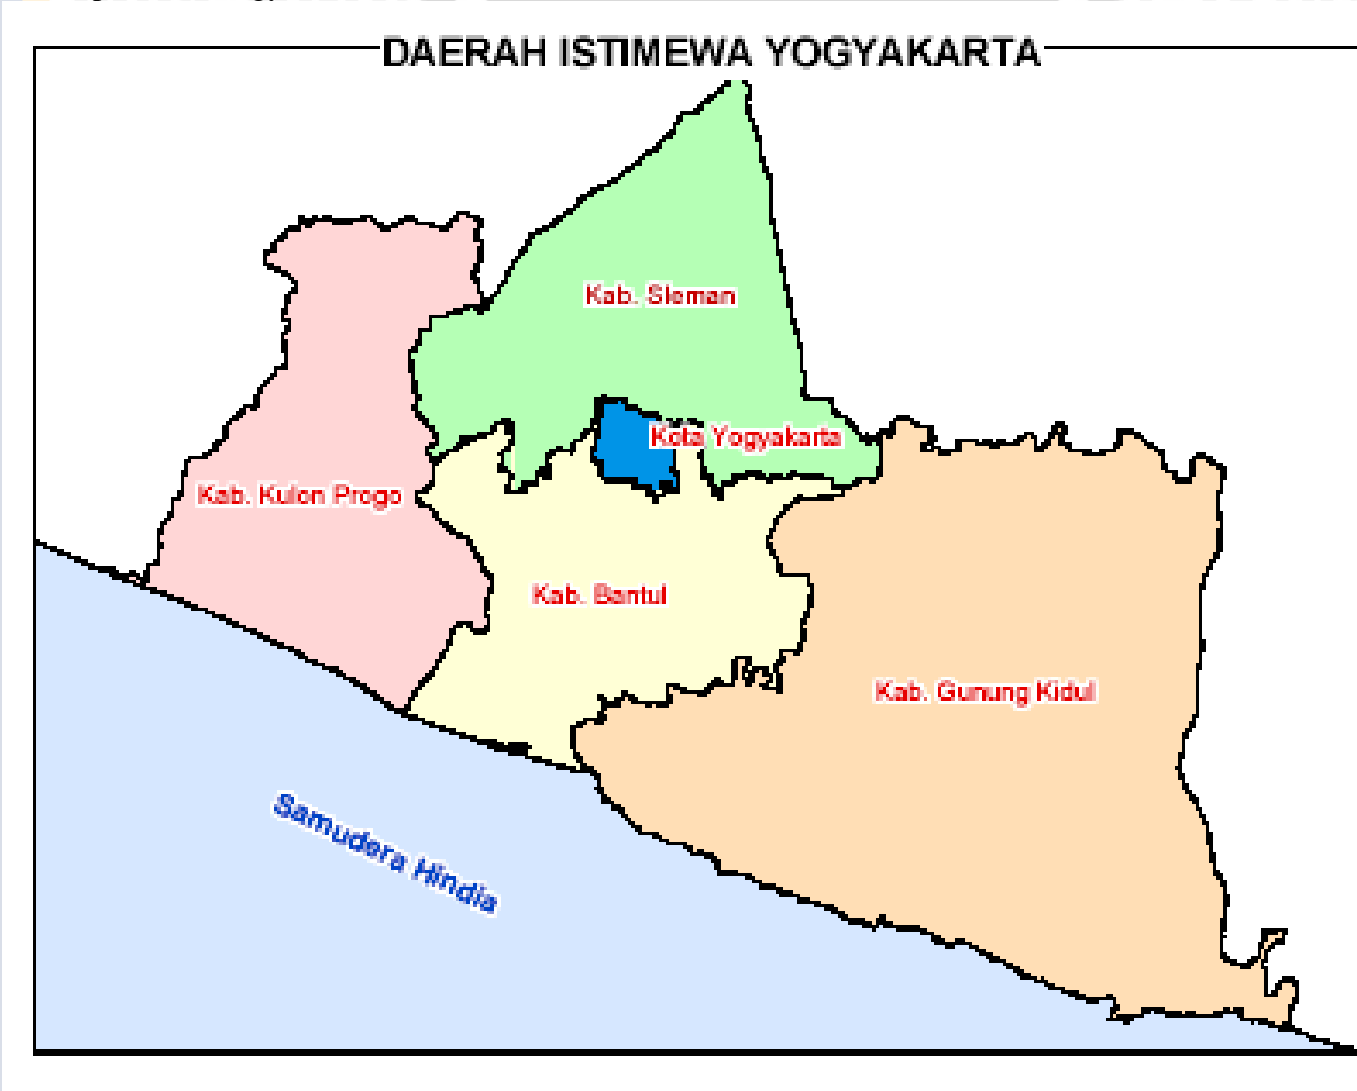 DAERAH ISTIMEWA YOGYAKARTA
Kab. Sleman
Kota Yogyakarta
Kab. Kulon Progo
Kab. Bantul
Kab. Gunung Kidul
Samudera Hindia